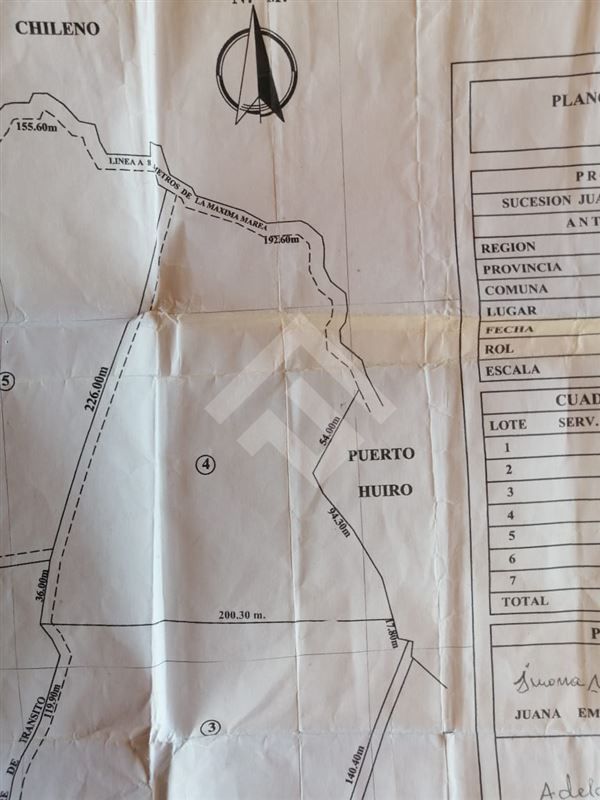 N. M.
CHILENO
155.60m
LINEA A 8 METROS DE LA MAXIMA MAREA
192.60m
226.00m
5
4
54.00m
PUERTO
HUIRO
94.30m
36.00m
200.30 m.
17.80m
119.90m
DE TRANSITO
3
140.40m
PLANO
PR
SUCESION JUA
ANT
REGION
PROVINCIA
COMUNA
LUGAR
FECHA
ROL
ESCALA
CUAD
LOTE SERV.
1
2
3
4
5
6
7
TOTAL
P
JUANA EM
Adela